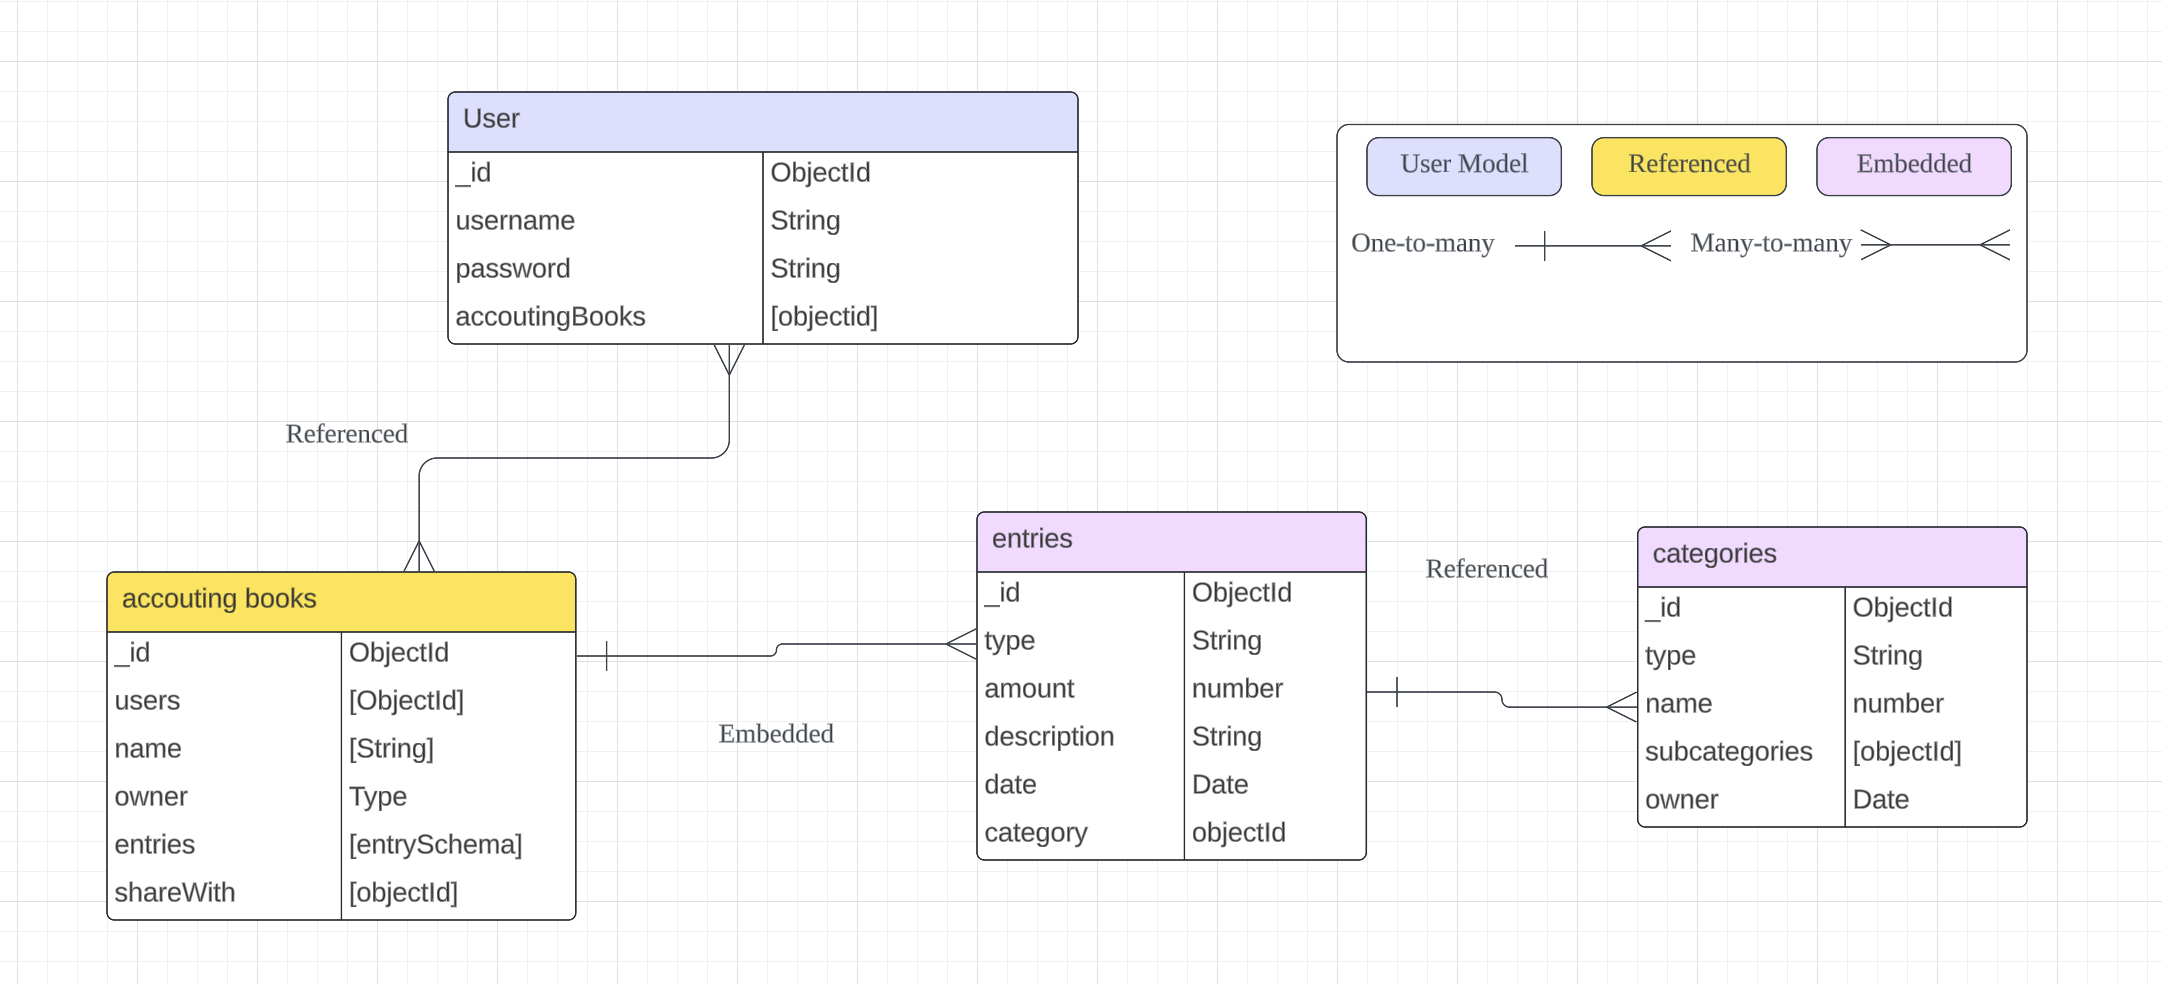 User
_id ObjectId
username String
password String
accoutingBooks [objectid]
User Model Referenced Embedded
One-to-many Many-to-many
Referenced
accouting books
_id ObjectId
users [ObjectId]
name [String]
owner Type
entries [entrySchema]
shareWith [objectId]
Embedded
entries
_id ObjectId
type String
amount number
description String
date Date
category objectId
Referenced
categories
_id ObjectId
type String
name number
subcategories [objectId]
owner Date